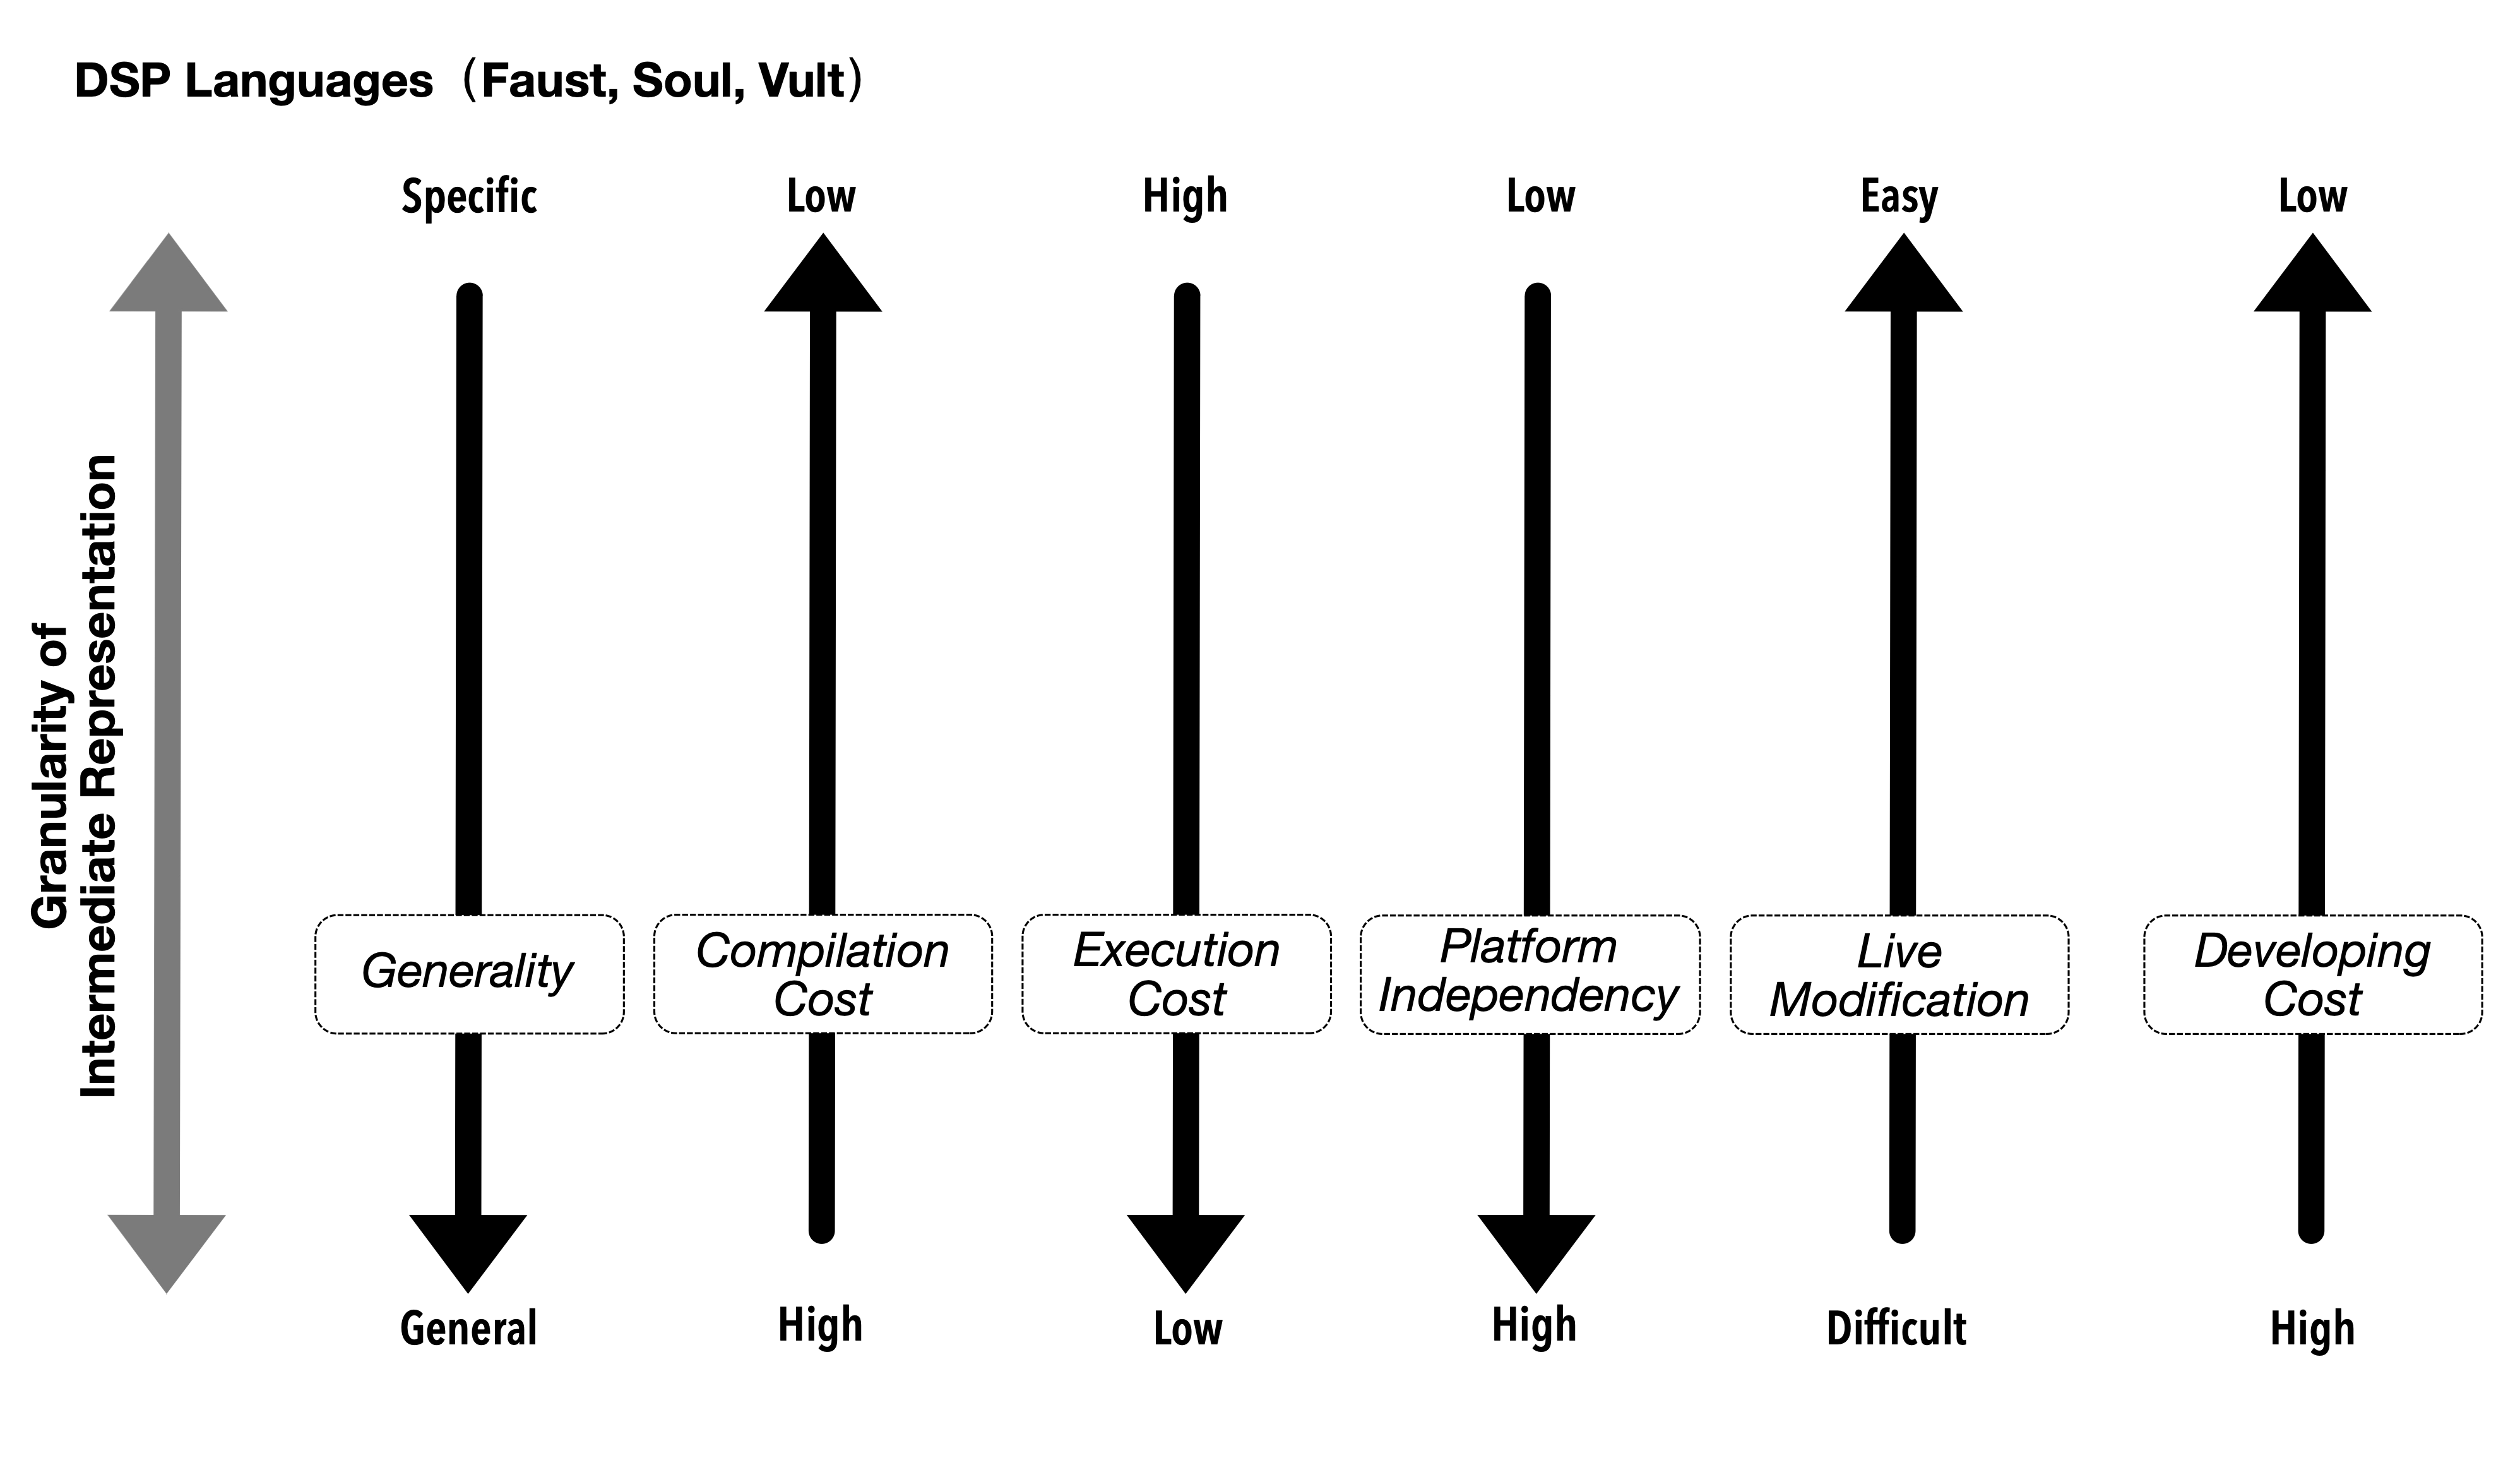 DSP Languages（Faust, Soul, Vult）
Specific
Low
High
Low
Easy
Low
Granularity of
Intermediate Representation
Generality
Compilation
Cost
Execution
Cost
Platform
Independency
Live
Modification
Developing
Cost
General
High
Low
High
Difficult
High